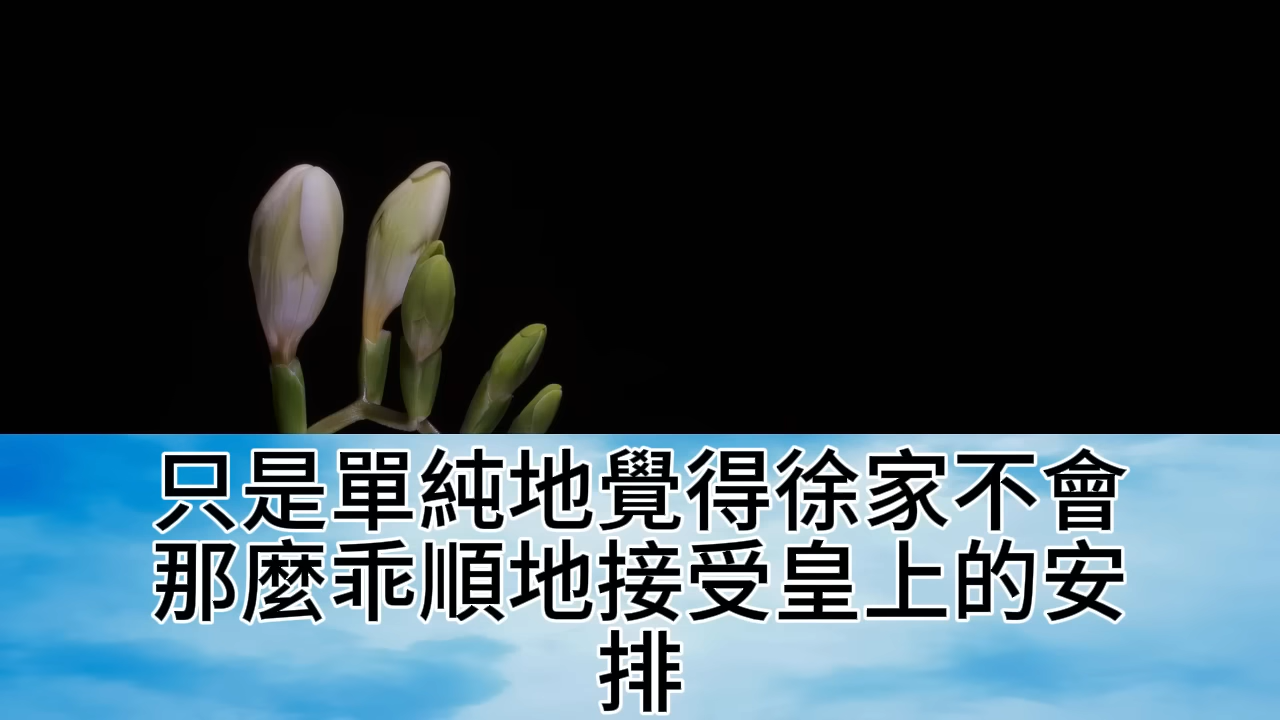 只是單純地覺得徐家不會
那麼乖順地接受皇上的安
排